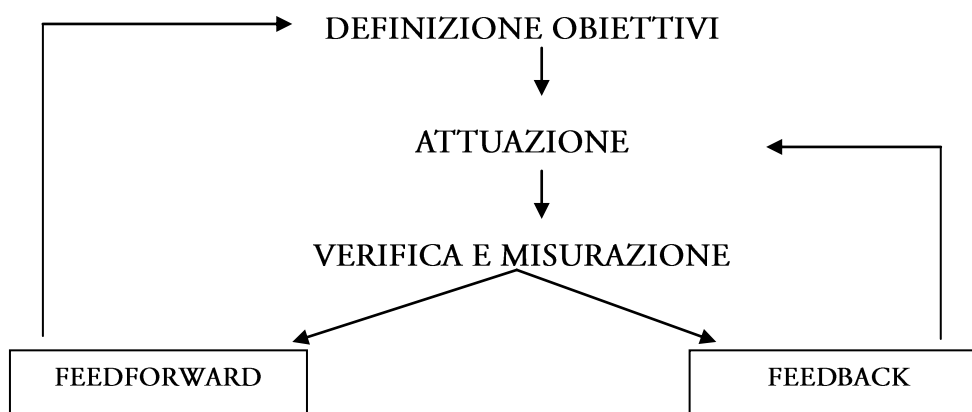 DEFINIZIONE OBIETTIVI
ATTUAZIONE
VERIFICA E MISURAZIONE
FEEDFORWARD
FEEDBACK